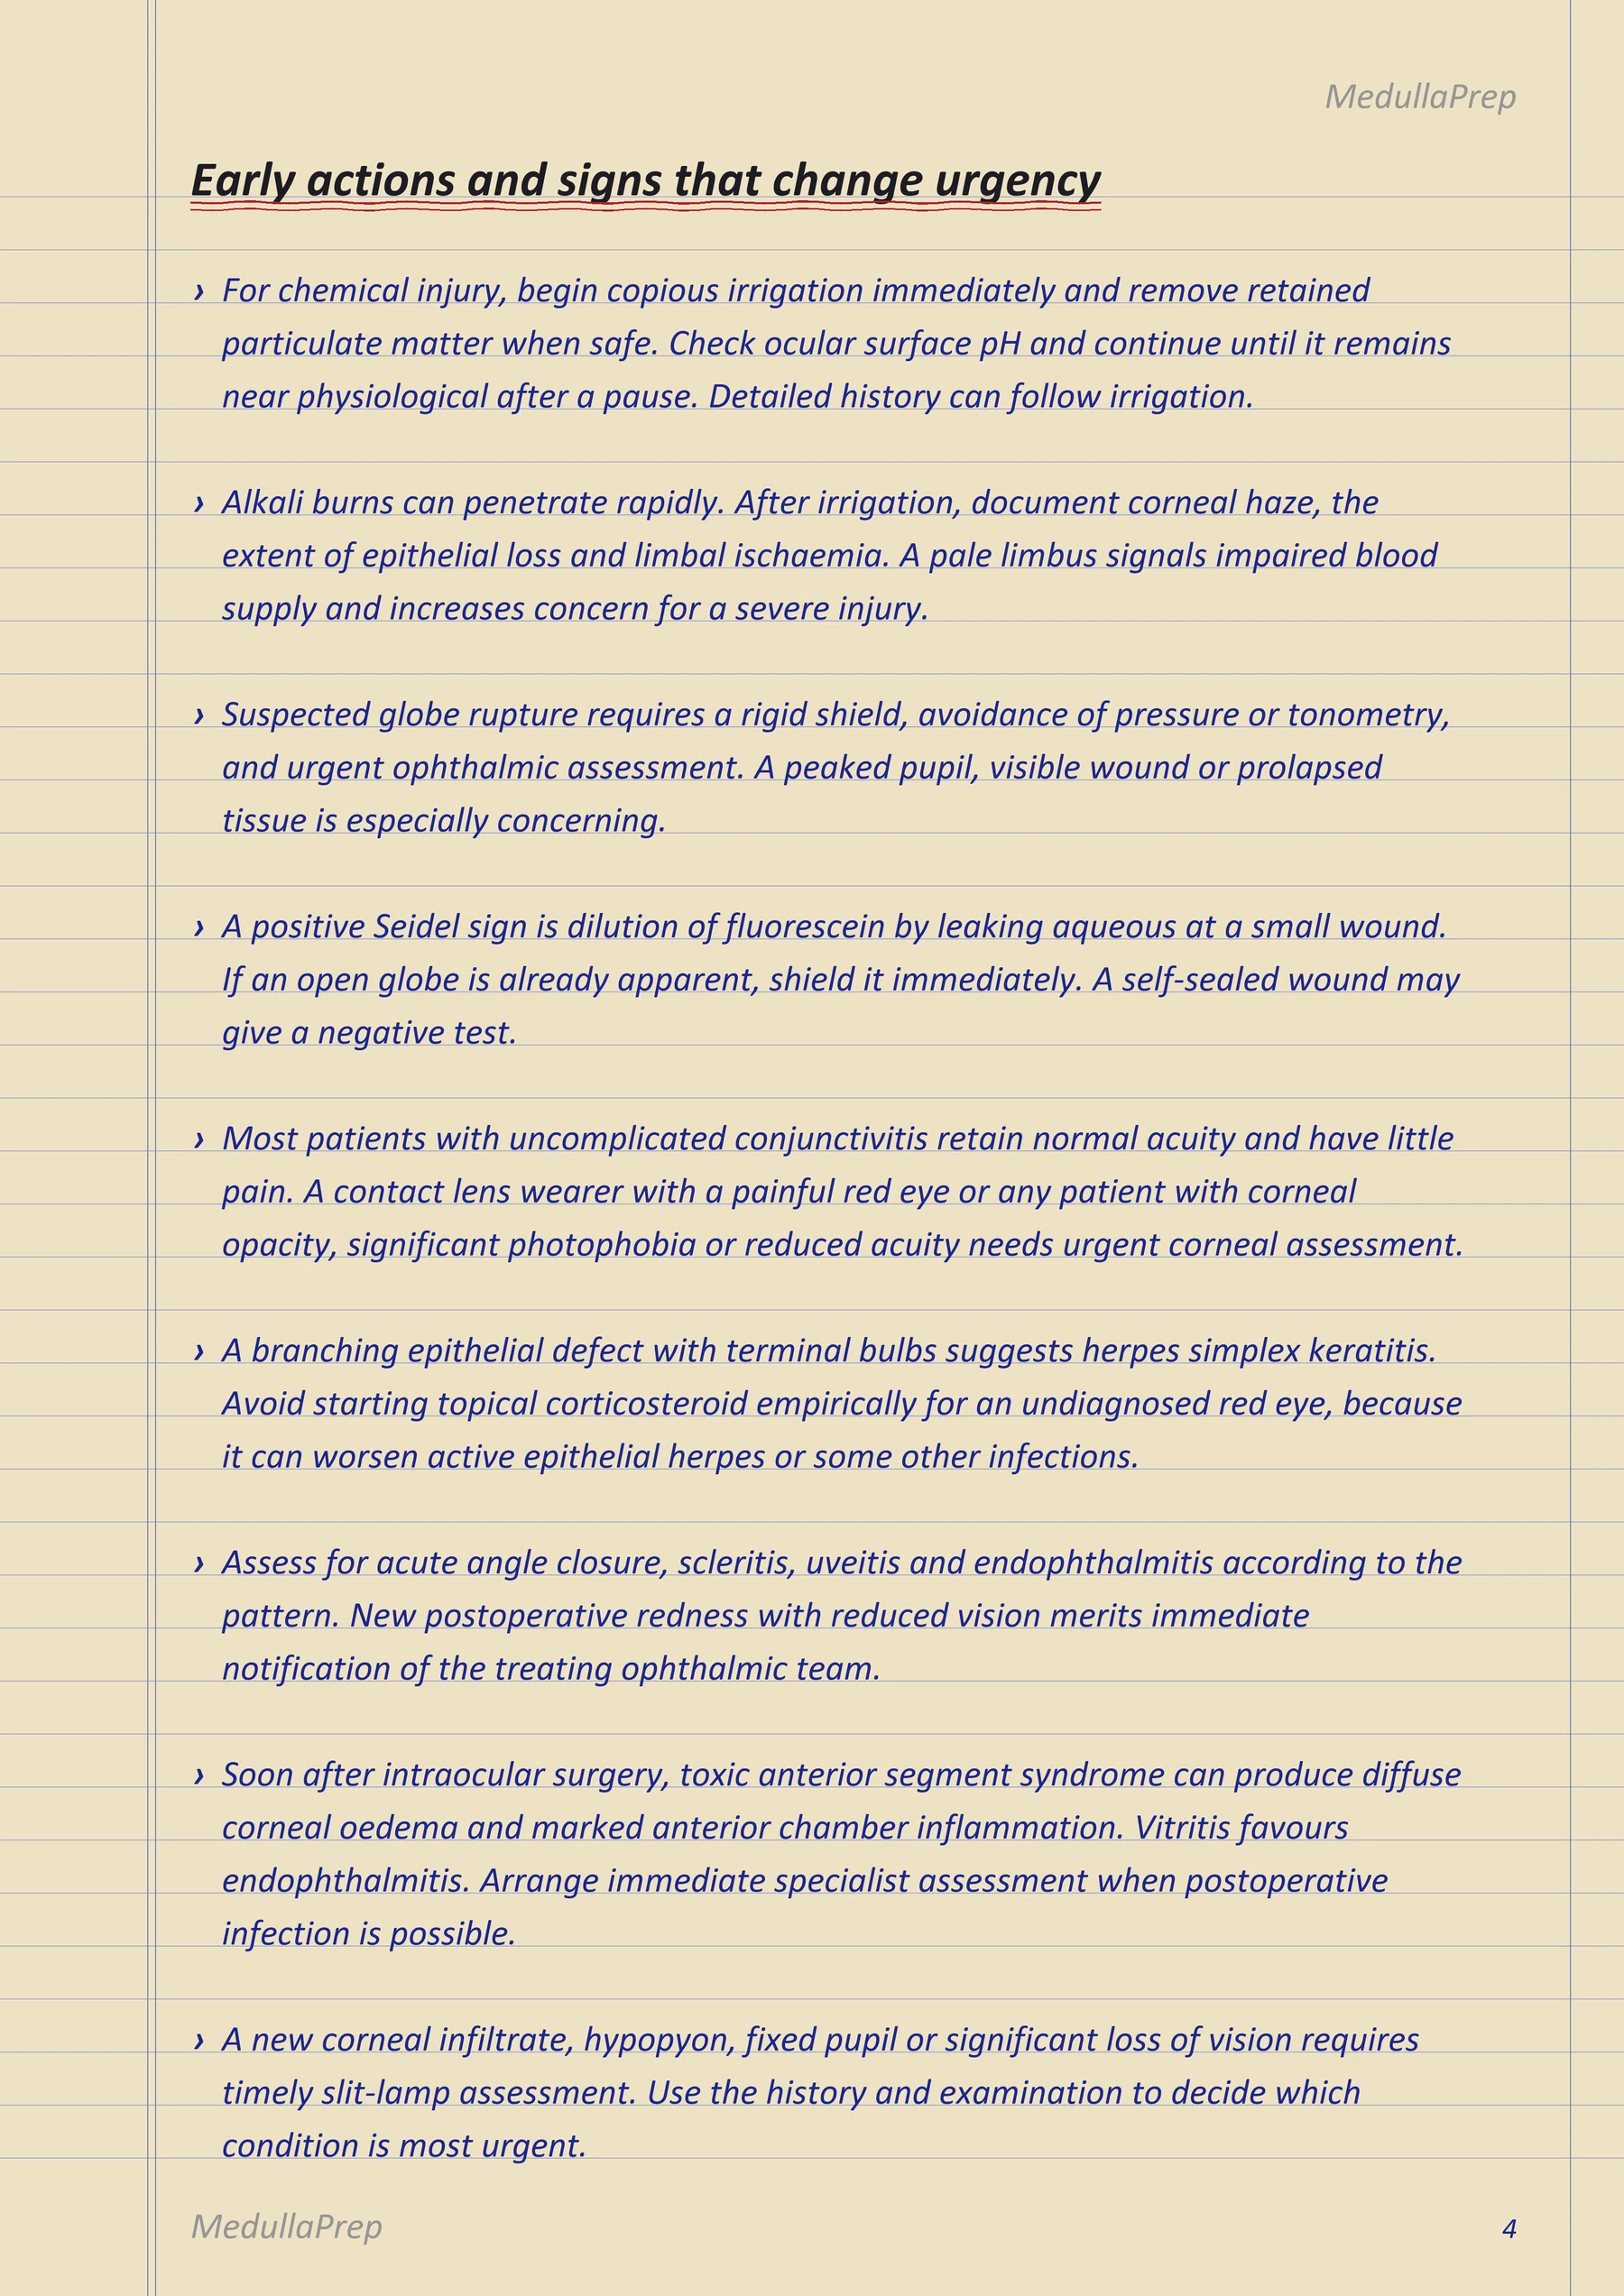 MedullaPrep
Early actions and signs that change urgency
› For chemical injury, begin copious irrigation immediately and remove retained
particulate matter when safe. Check ocular surface pH and continue until it remains
near physiological after a pause. Detailed history can follow irrigation.
› Alkali burns can penetrate rapidly. After irrigation, document corneal haze, the
extent of epithelial loss and limbal ischaemia. A pale limbus signals impaired blood
supply and increases concern for a severe injury.
› Suspected globe rupture requires a rigid shield, avoidance of pressure or tonometry,
and urgent ophthalmic assessment. A peaked pupil, visible wound or prolapsed
tissue is especially concerning.
› A positive Seidel sign is dilution of fluorescein by leaking aqueous at a small wound.
If an open globe is already apparent, shield it immediately. A self-sealed wound may
give a negative test.
› Most patients with uncomplicated conjunctivitis retain normal acuity and have little
pain. A contact lens wearer with a painful red eye or any patient with corneal
opacity, significant photophobia or reduced acuity needs urgent corneal assessment.
› A branching epithelial defect with terminal bulbs suggests herpes simplex keratitis.
Avoid starting topical corticosteroid empirically for an undiagnosed red eye, because
it can worsen active epithelial herpes or some other infections.
› Assess for acute angle closure, scleritis, uveitis and endophthalmitis according to the
pattern. New postoperative redness with reduced vision merits immediate
notification of the treating ophthalmic team.
› Soon after intraocular surgery, toxic anterior segment syndrome can produce diffuse
corneal oedema and marked anterior chamber inflammation. Vitritis favours
endophthalmitis. Arrange immediate specialist assessment when postoperative
infection is possible.
› A new corneal infiltrate, hypopyon, fixed pupil or significant loss of vision requires
timely slit-lamp assessment. Use the history and examination to decide which
condition is most urgent.
MedullaPrep
4